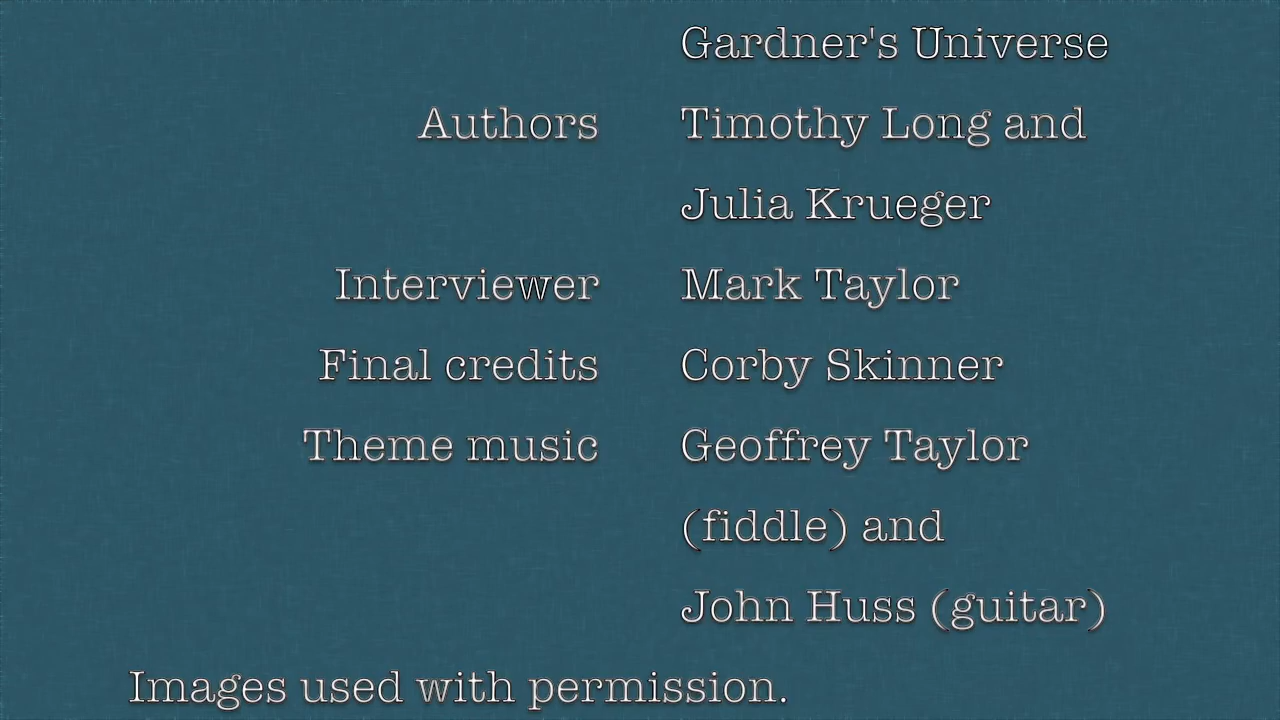 Gardner's Universe
Authors Timothy Long and
Julia Krueger
Interviewer Mark Taylor
Final credits Corby Skinner
Theme music Geoffrey Taylor
(fiddle) and
John Huss (guitar)
Images used with permission.